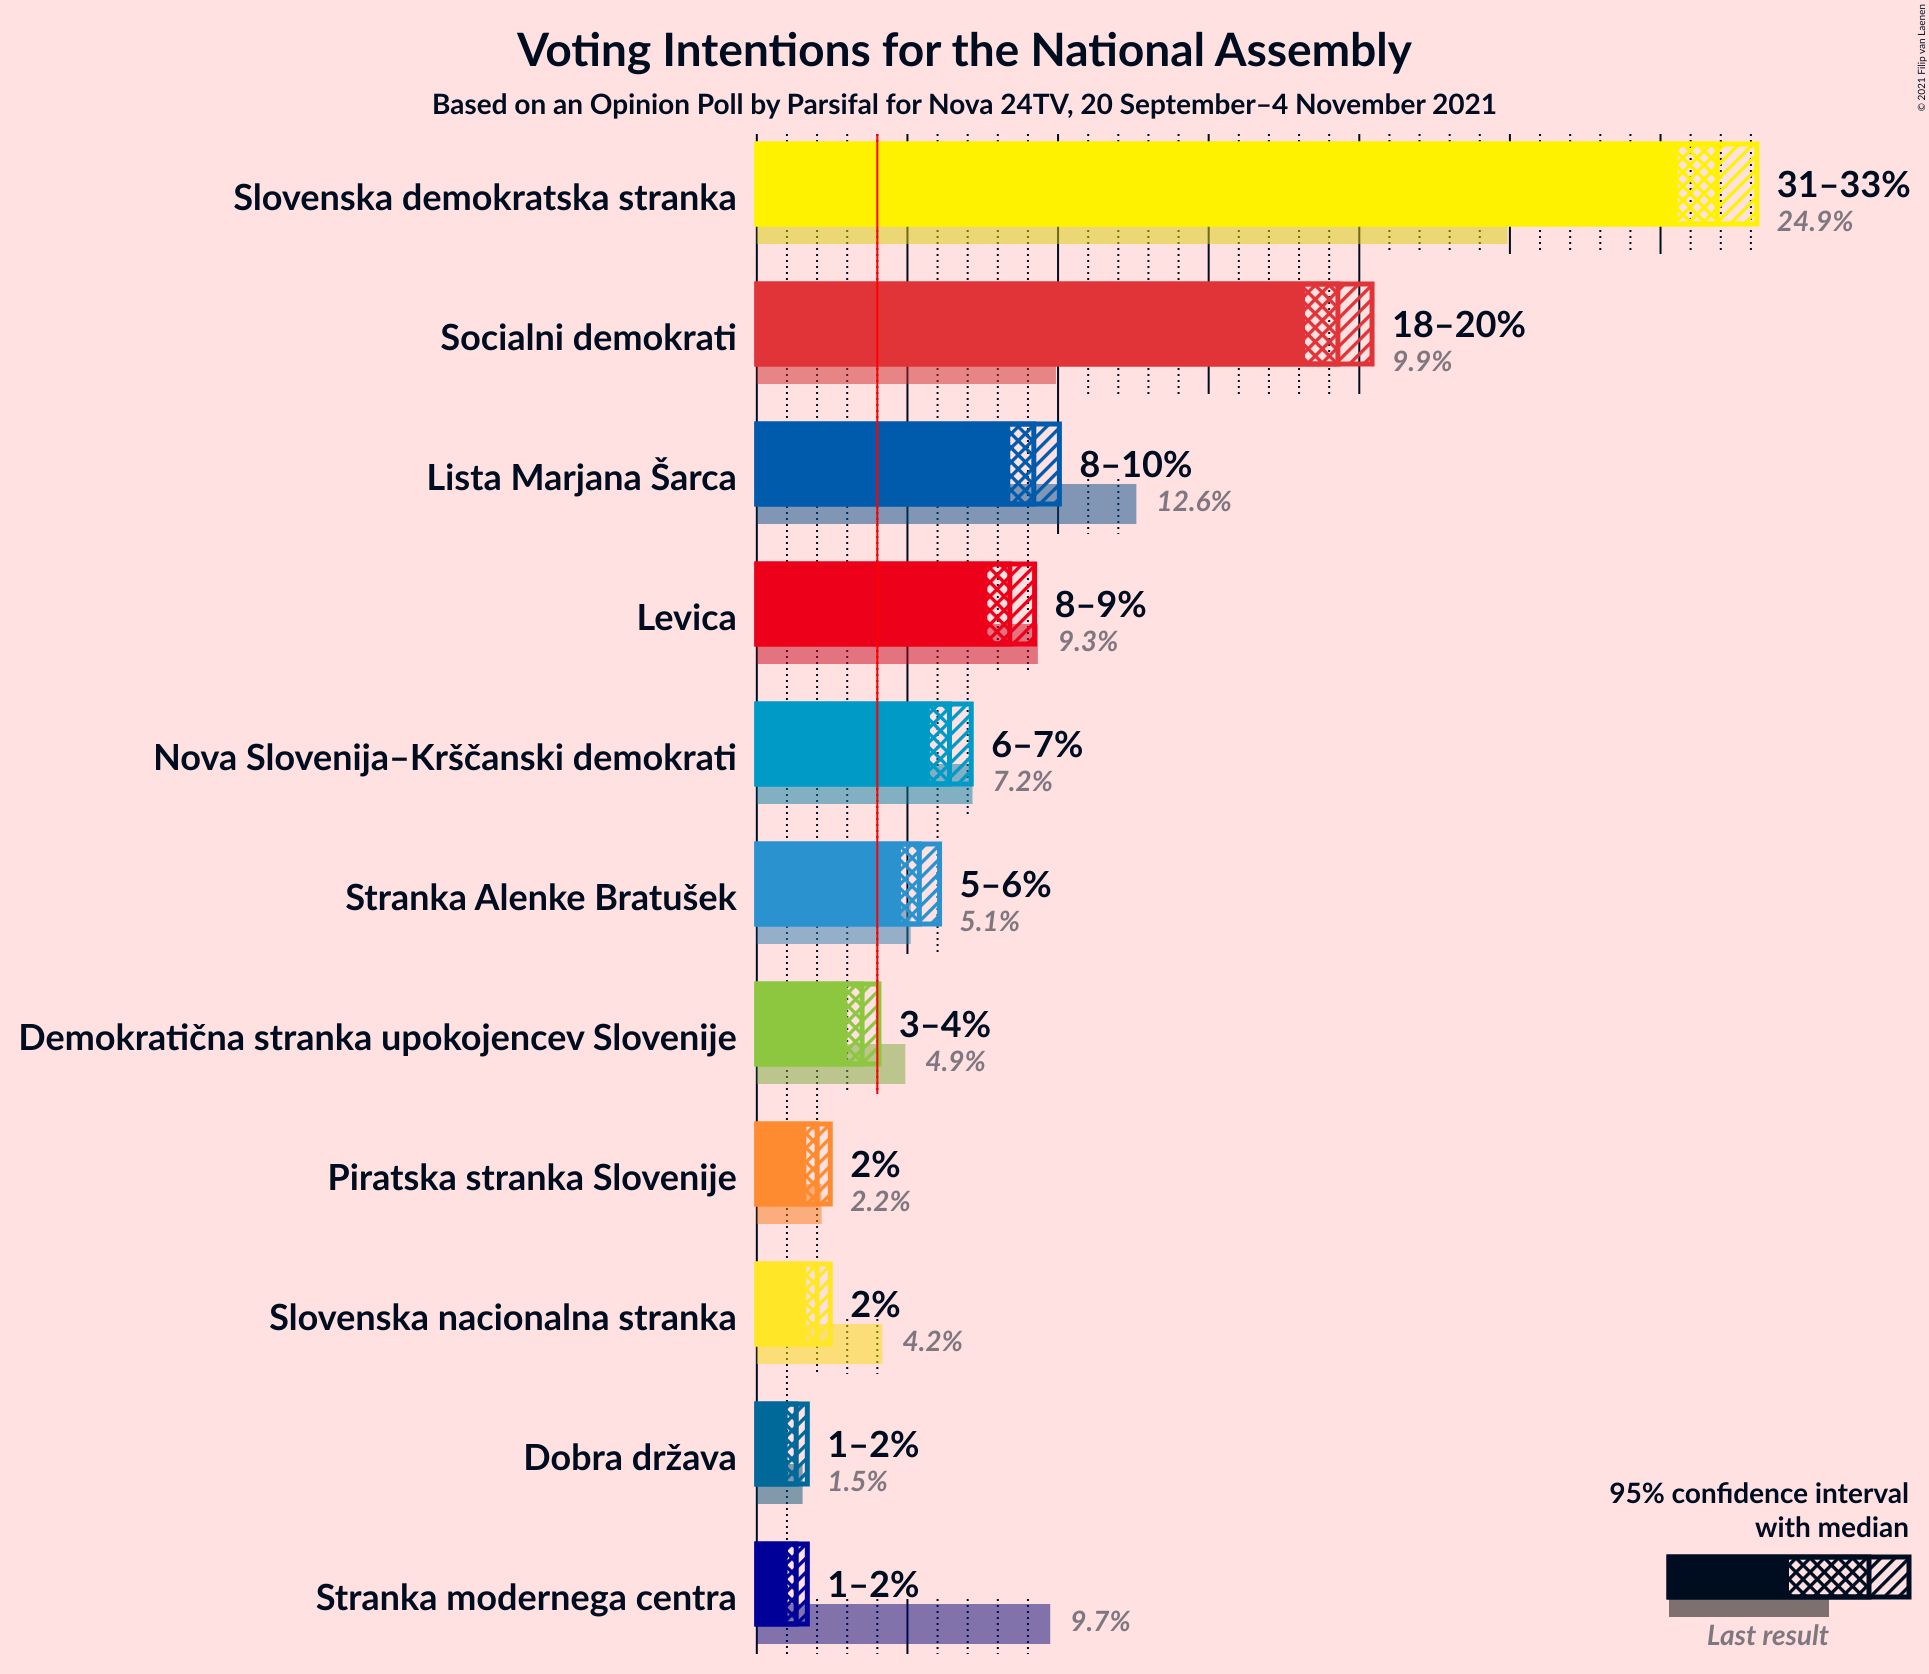 Voting Intentions for the National Assembly
Based on an Opinion Poll by Parsifal for Nova 24TV, 20 September–4 November 2021
© 2021 Filip van Laenen
Slovenska demokratska stranka
31–33%
24.9%
Socialni demokrati
18–20%
9.9%
Lista Marjana Šarca
8–10%
12.6%
Levica
8–9%
9.3%
Nova Slovenija–Krščanski demokrati
6–7%
7.2%
Stranka Alenke Bratušek
5–6%
5.1%
Demokratična stranka upokojencev Slovenije
3–4%
4.9%
Piratska stranka Slovenije
2%
2.2%
Slovenska nacionalna stranka
2%
4.2%
Dobra država
1–2%
1.5%
Stranka modernega centra
1–2%
9.7%
95% confidence interval
with median
Last result